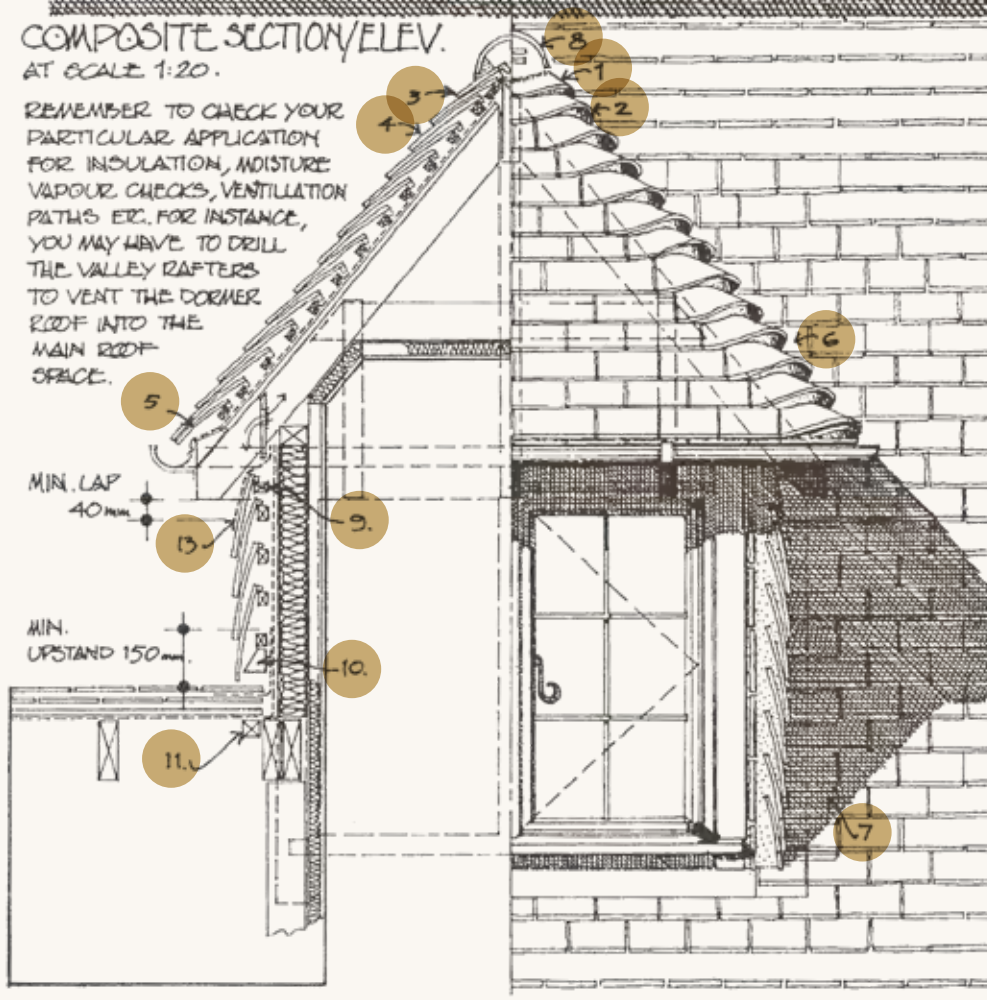 COMPOSITE SECTION/ELEV.
AT SCALE 1:20.
REMEMBER TO CHECK YOUR
PARTICULAR APPLICATION
FOR INSULATION, MOISTURE
VAPOUR CHECKS, VENTILLATION
PATHS ETC. FOR INSTANCE,
YOU MAY HAVE TO DRILL
THE VALLEY RAFTERS
TO VENT THE DORMER
ROOF INTO THE
MAIN ROOF
SPACE.
8
1
3
2
4
6
5
MIN. LAP
40mm
9.
13
MIN.
UPSTAND 150mm.
10.
11.
7